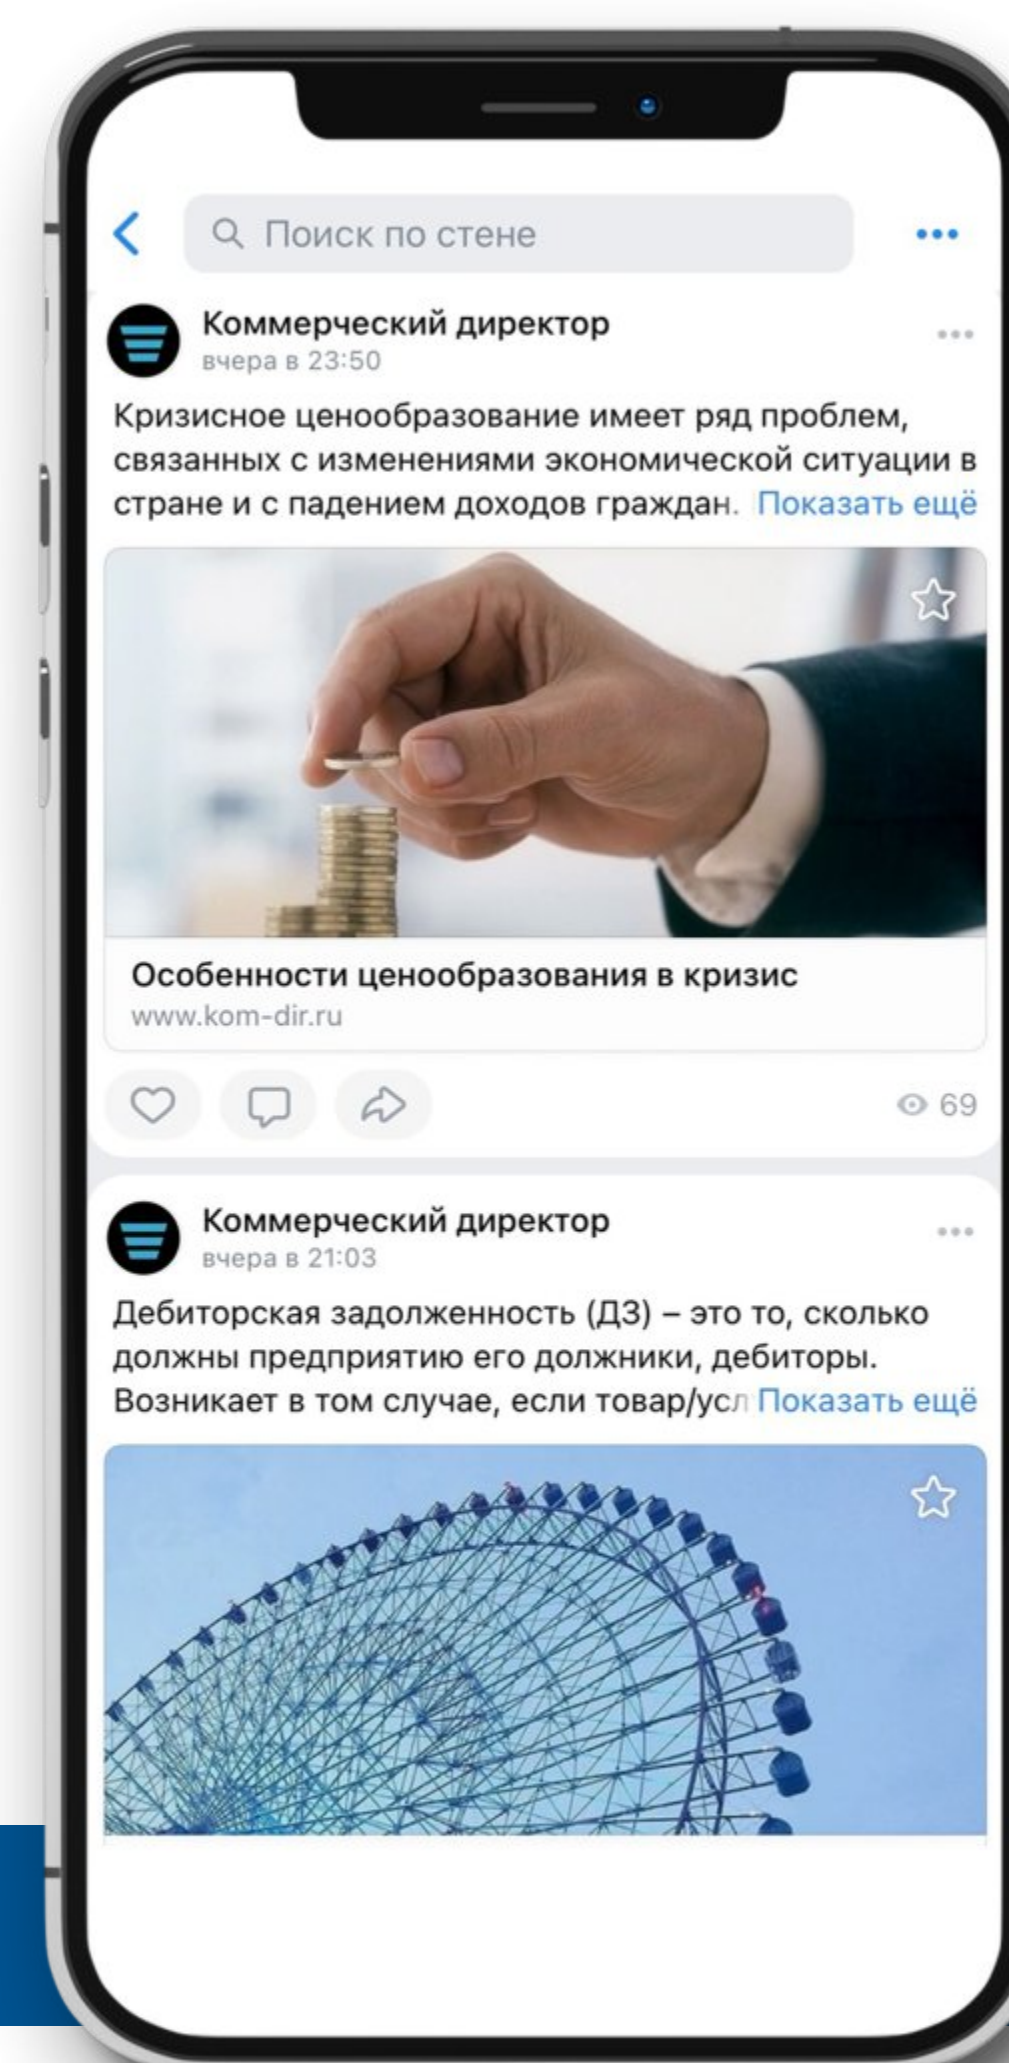 Поиск по стене
Коммерческий директор
вчера в 23:50
Кризисное ценообразование имеет ряд проблем,
связанных с изменениями экономической ситуации в
стране и с падением доходов граждан. Показать ещё
Особенности ценообразования в кризис
www.kom-dir.ru
69
Коммерческий директор
вчера в 21:03
Дебиторская задолженность (ДЗ) – это то, сколько
должны предприятию его должники, дебиторы.
Возникает в том случае, если товар/усл Показать ещё